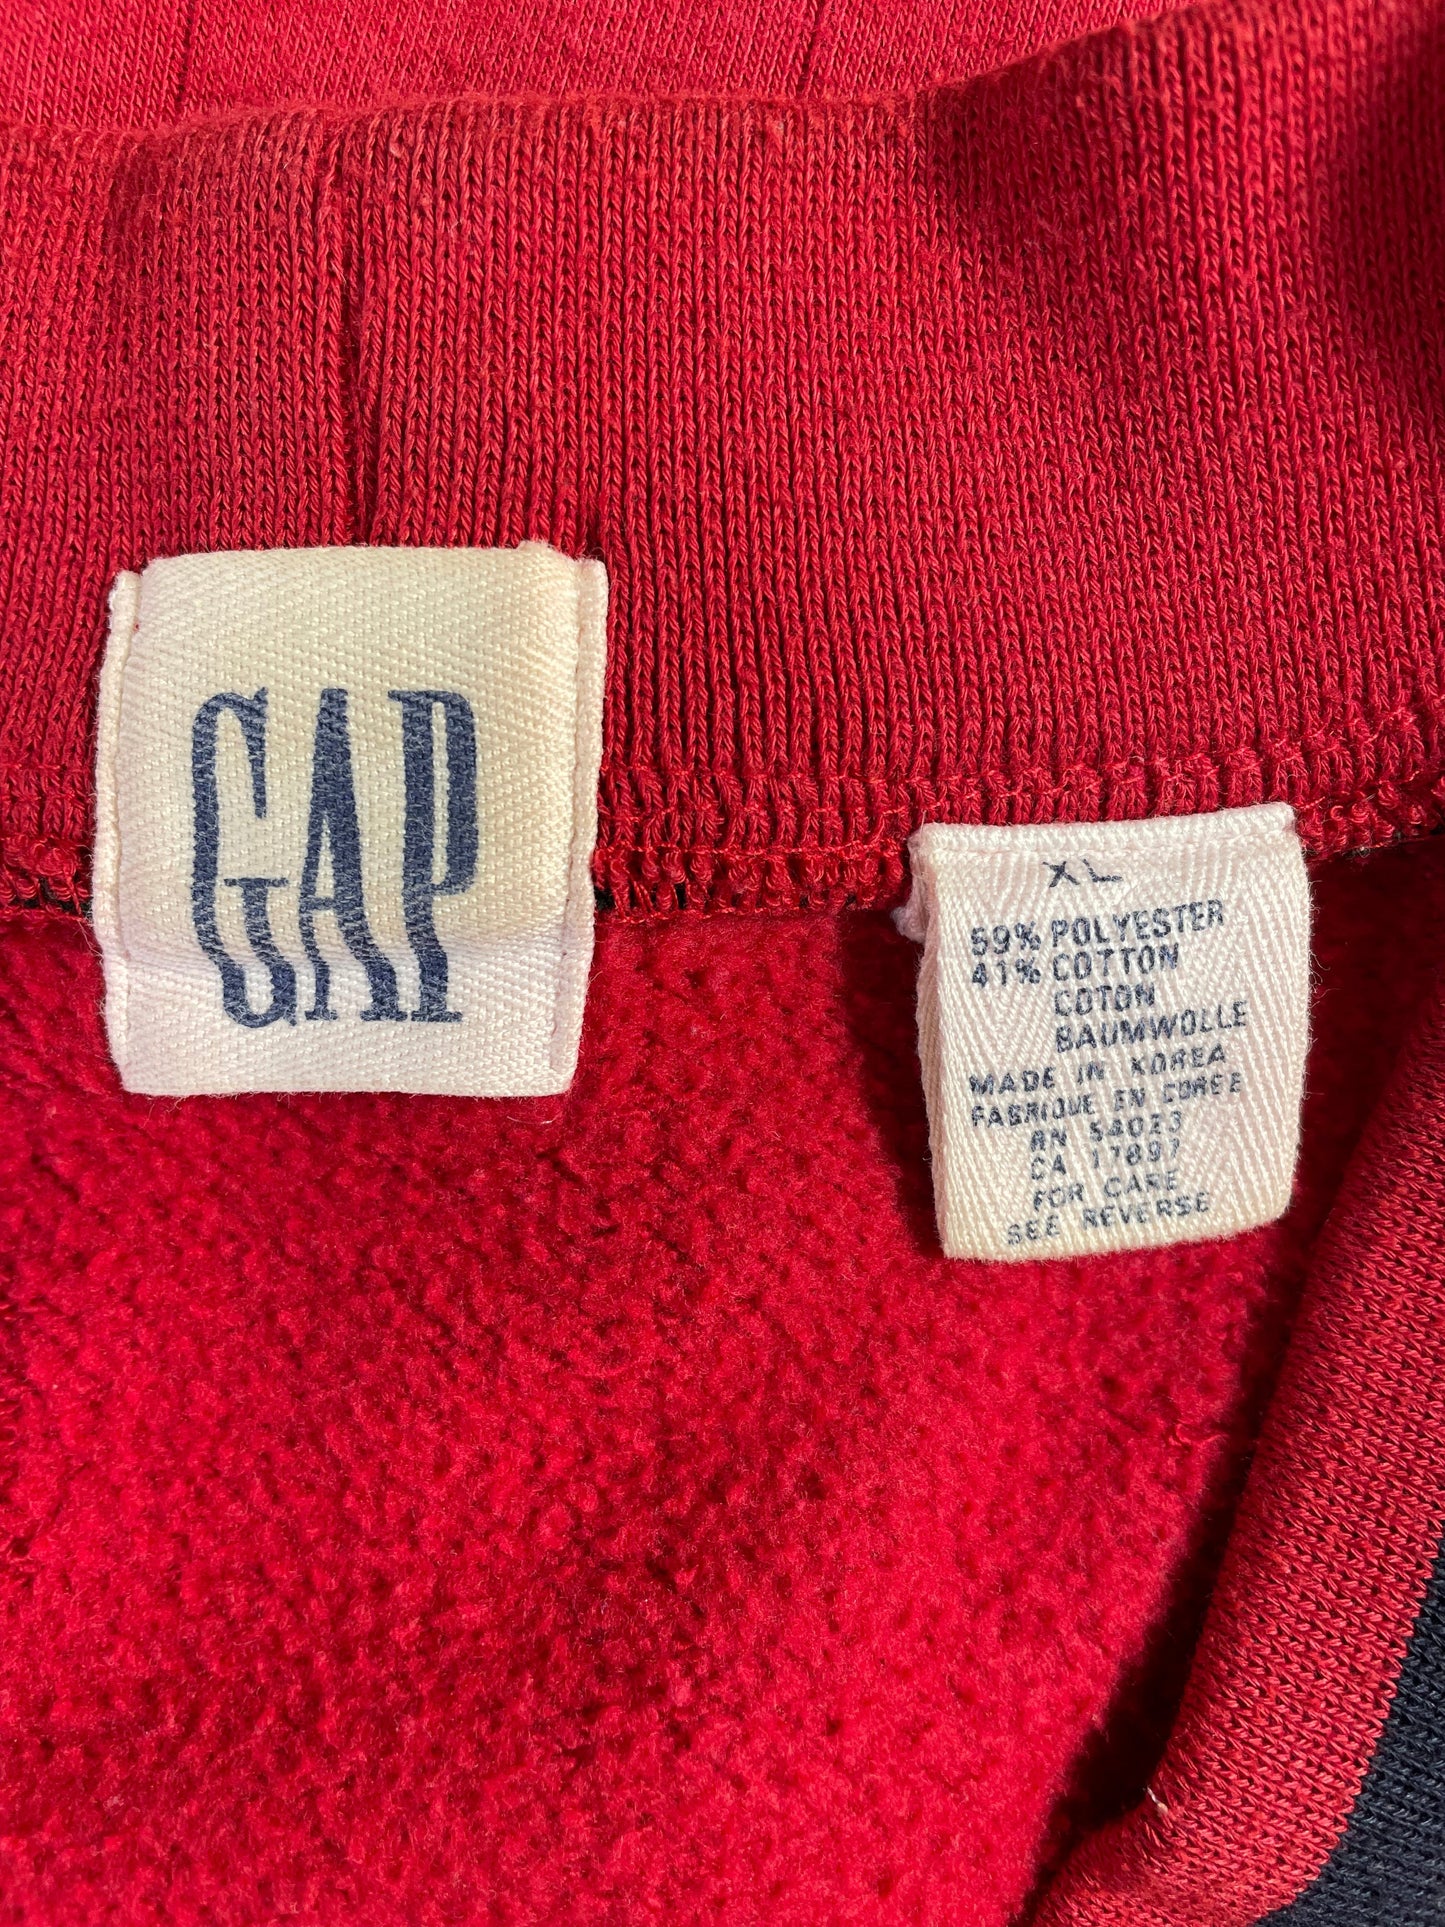 GAP
XL
59% POLYESTER
41% COTTON
COTON
BAUMWOLLE
MADE IN KOREA
FABRIQUE EN COREE
RN 54023
CA 17897
FOR CARE
SEE REVERSE